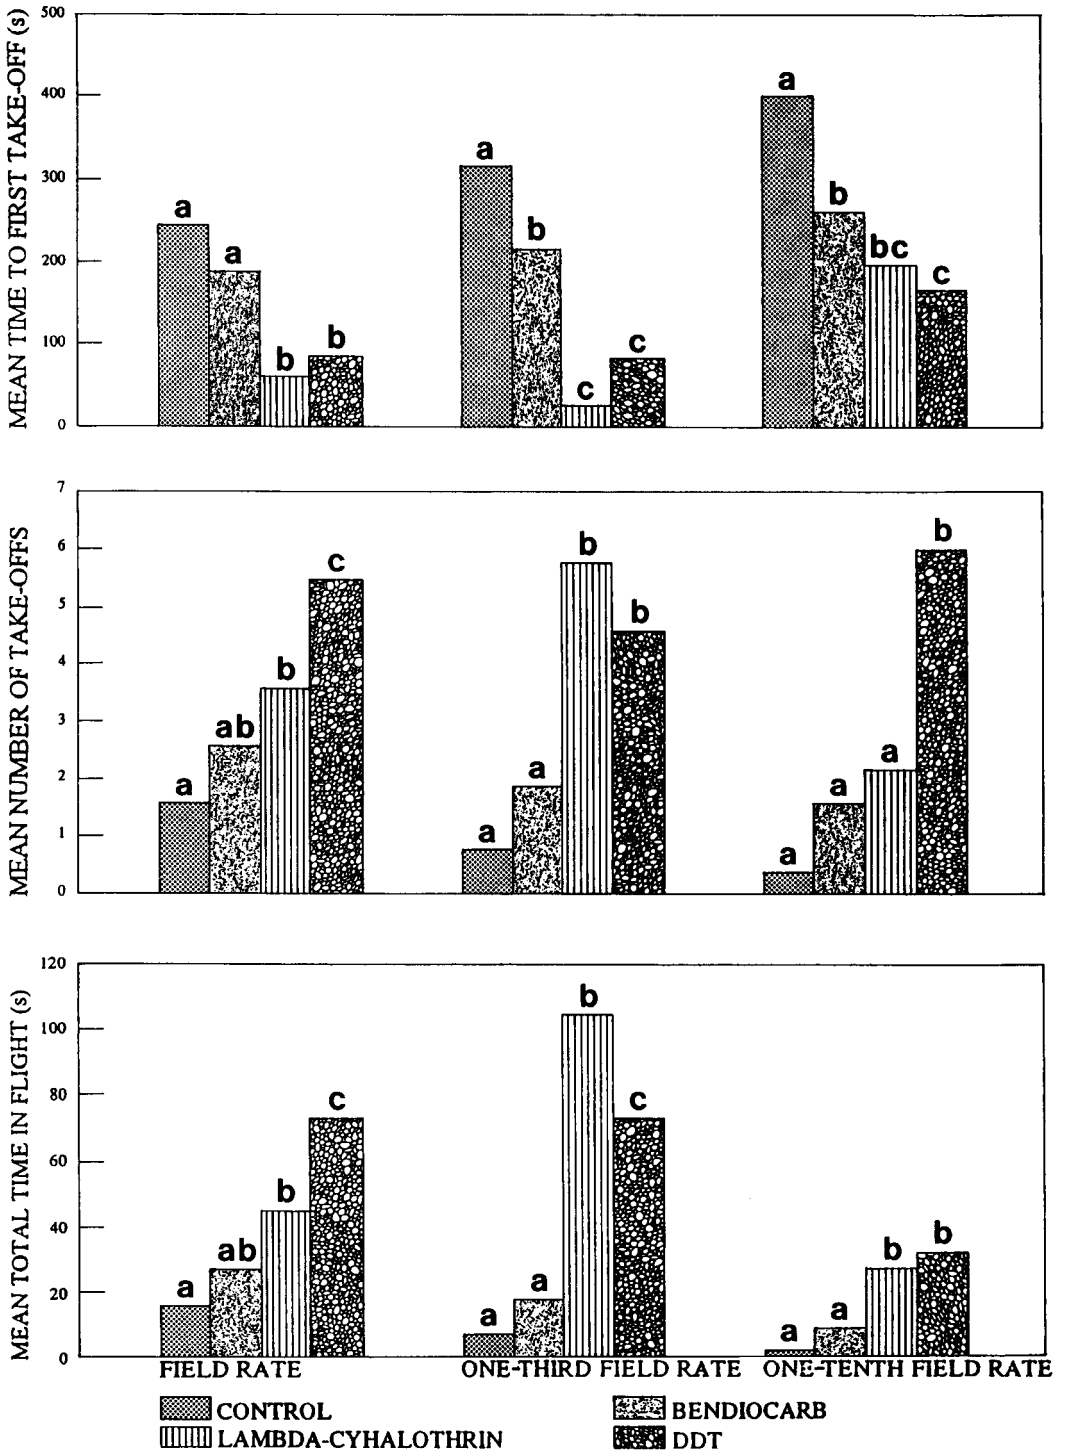 MEAN TIME TO FIRST TAKE-OFF (s)
500
400
300
200
100
0
a
a
b
b
a
b
c
c
a
b
bc
c
MEAN NUMBER OF TAKE-OFFS
7
6
5
4
3
2
1
0
a
ab
b
c
a
a
b
b
a
a
a
b
MEAN TOTAL TIME IN FLIGHT (s)
120
100
80
60
40
20
0
a
ab
b
c
a
a
b
c
a
a
b
b
FIELD RATE ONE-THIRD FIELD RATE ONE-TENTH FIELD RATE
CONTROL BENDIOCARB
LAMBDA-CYHALOTHRIN DDT